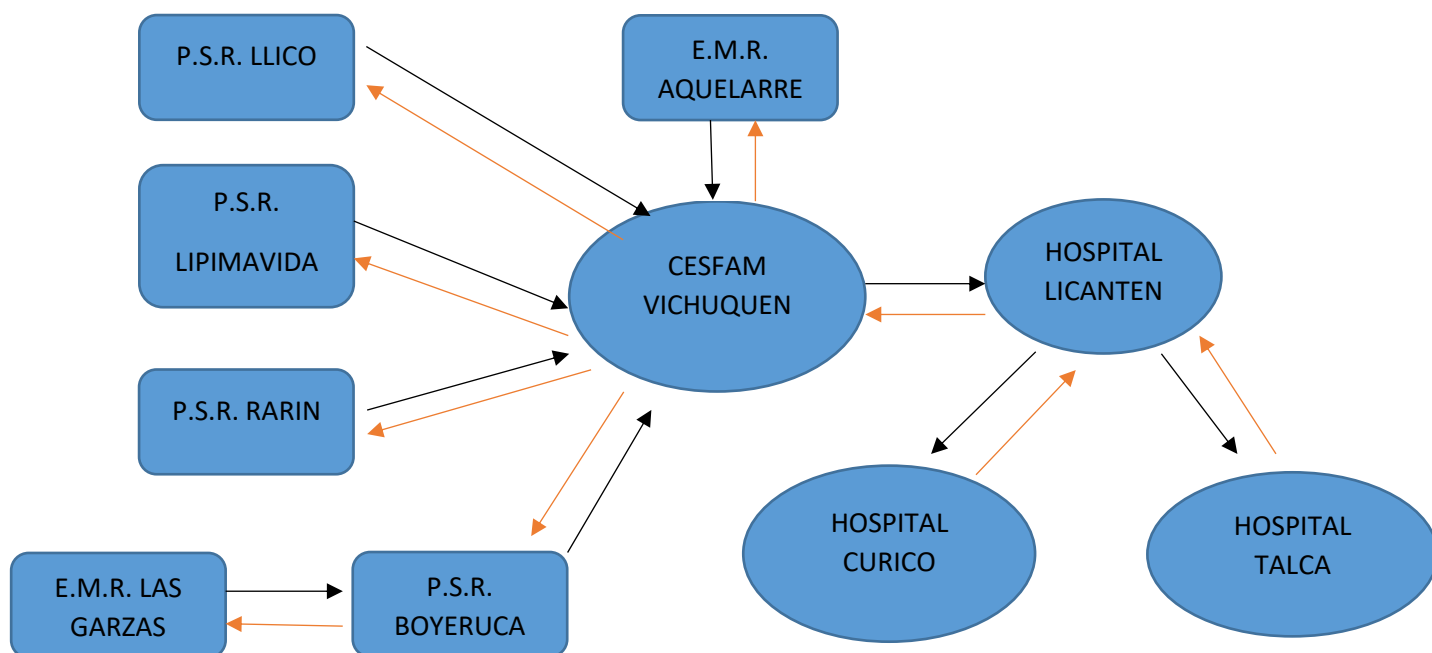 P.S.R. LLICO
E.M.R.
AQUELARRE
P.S.R.
LIPIMAVIDA
CESFAM
VICHUQUEN
HOSPITAL
LICANTEN
P.S.R. RARIN
HOSPITAL
CURICO
HOSPITAL
TALCA
E.M.R. LAS
GARZAS
P.S.R.
BOYERUCA